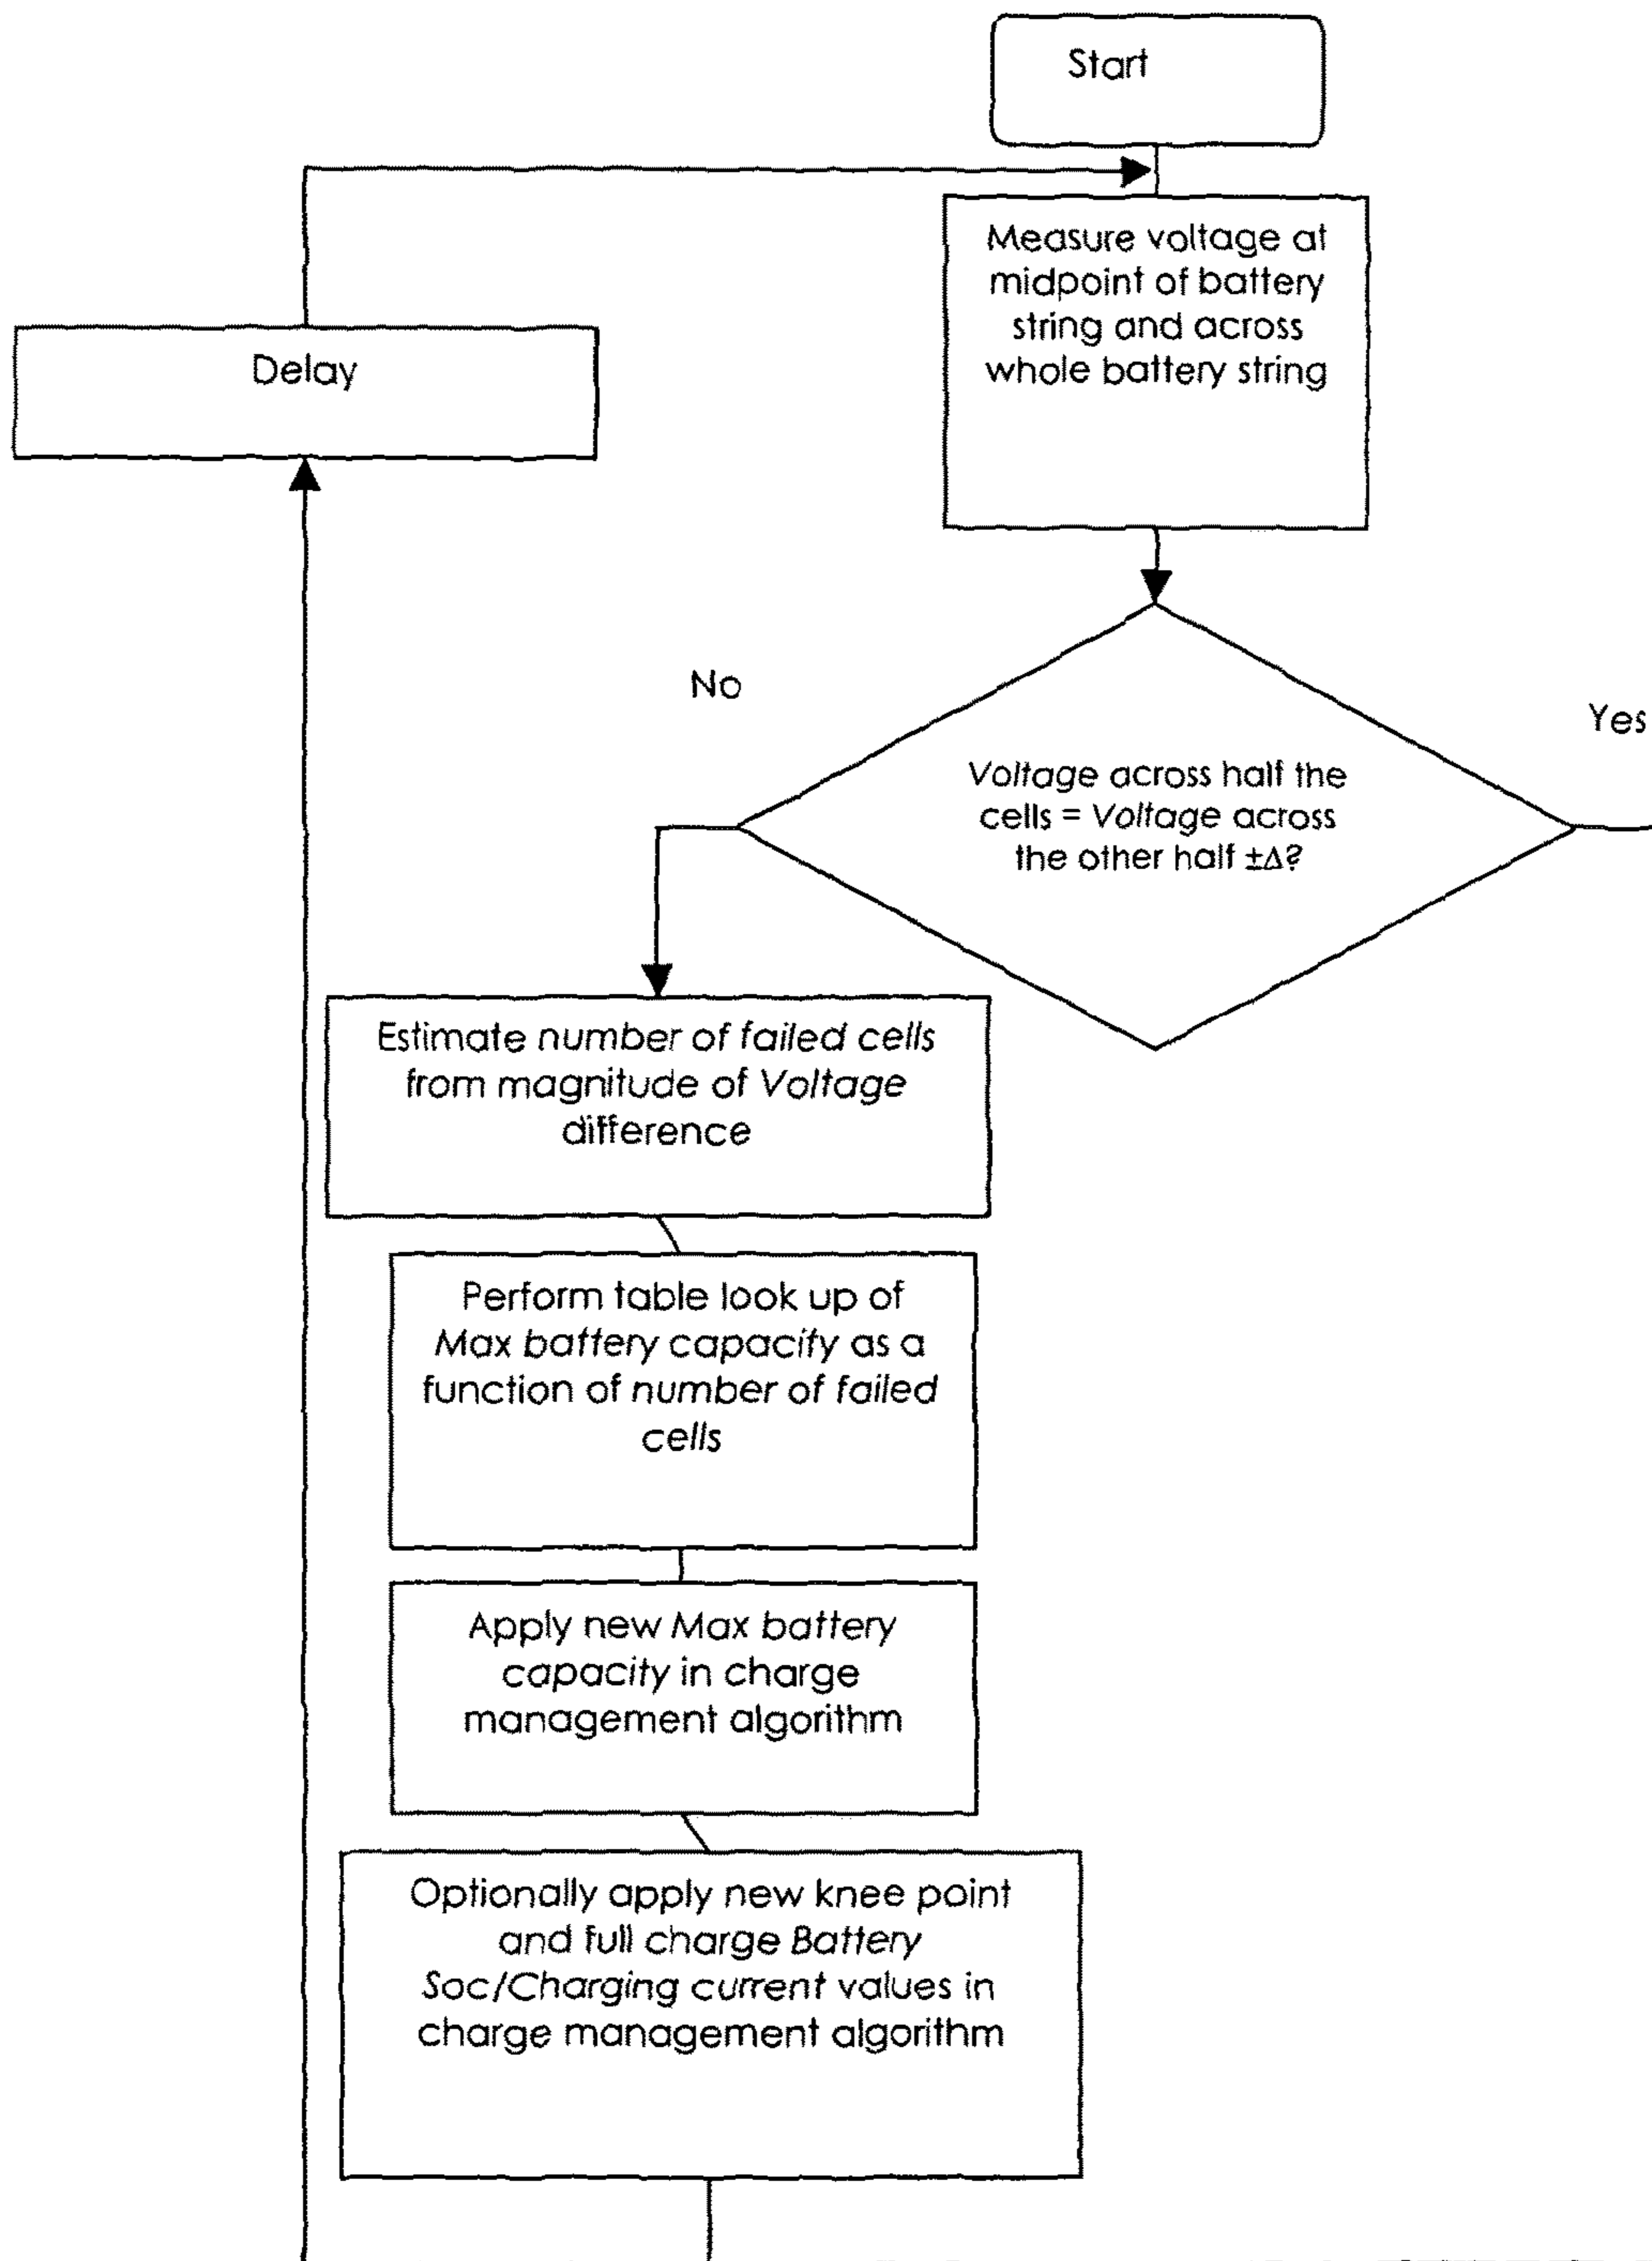 Start
Measure voltage at
midpoint of battery
string and across
whole battery string
Delay
No
Yes
Voltage across half the
cells = Voltage across
the other half ±Δ?
Estimate number of failed cells
from magnitude of Voltage
difference
Perform table look up of
Max battery capacity as a
function of number of failed
cells
Apply new Max battery
capacity in charge
management algorithm
Optionally apply new knee point
and full charge Battery
Soc/Charging current values in
charge management algorithm